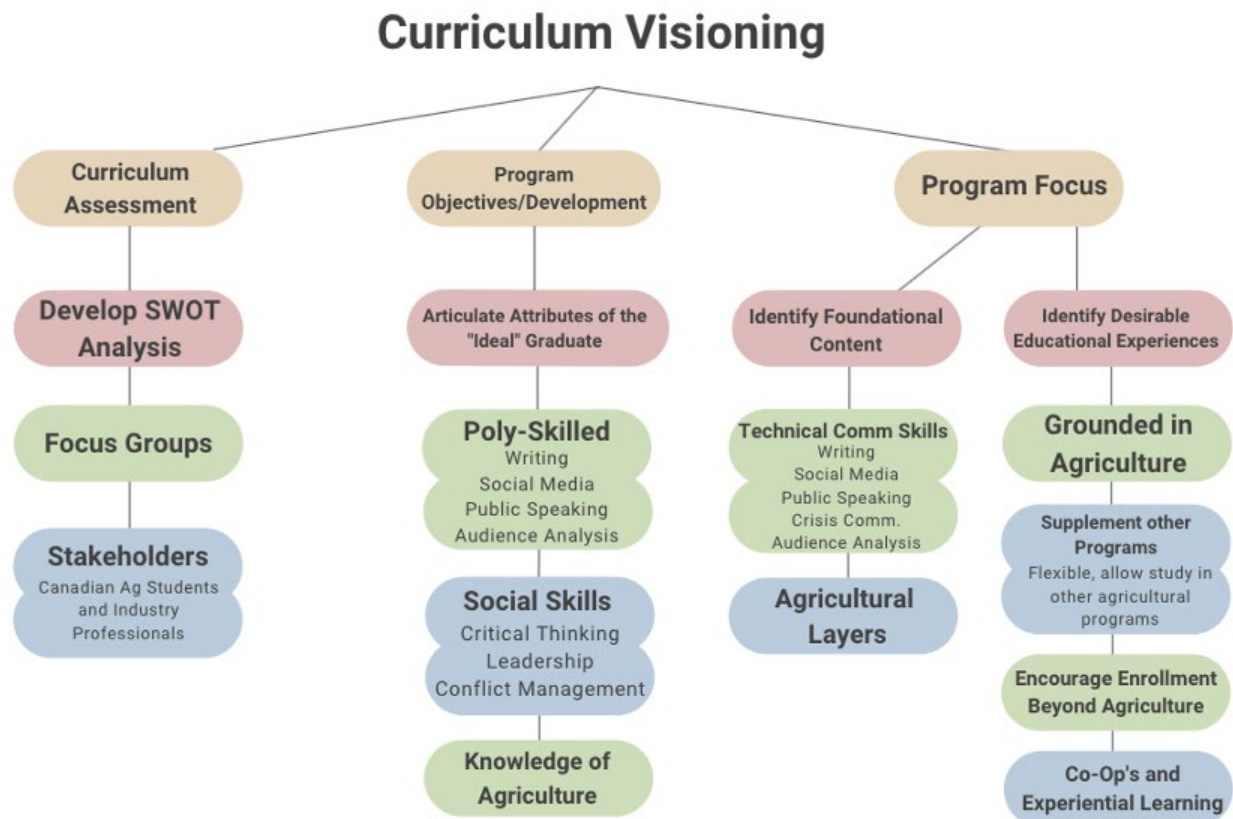 Curriculum Visioning
Curriculum
Assessment
Develop SWOT
Analysis
Focus Groups
Stakeholders
Canadian Ag Students
and Industry
Professionals
Program
Objectives/Development
Articulate Attributes of the
"Ideal" Graduate
Poly-Skilled
Writing
Social Media
Public Speaking
Audience Analysis
Social Skills
Critical Thinking
Leadership
Conflict Management
Knowledge of
Agriculture
Program Focus
Identify Foundational
Content
Technical Comm Skills
Writing
Social Media
Public Speaking
Crisis Comm.
Audience Analysis
Agricultural
Layers
Identify Desirable
Educational Experiences
Grounded in
Agriculture
Supplement other
Programs
Flexible, allow study in
other agricultural
programs
Encourage Enrollment
Beyond Agriculture
Co-Op's and
Experiential Learning